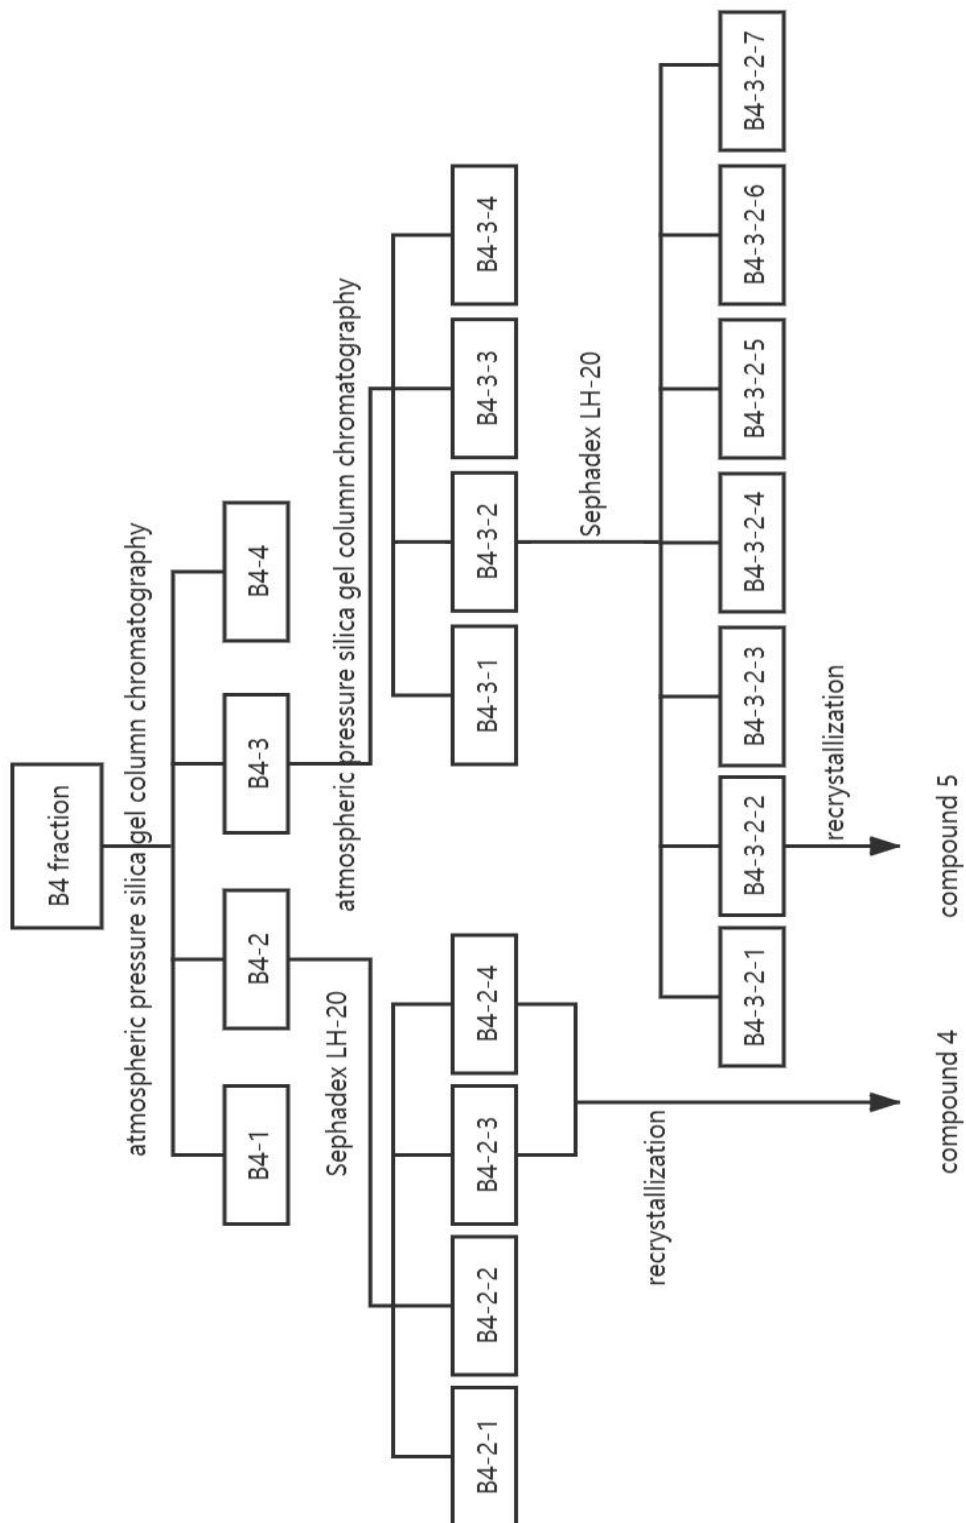 B4 fraction
atmospheric pressure silica gel column chromatography
B4-1
B4-2
B4-3
B4-4
Sephadex LH-20
atmospheric pressure silica gel column chromatography
B4-2-1
B4-2-2
B4-2-3
B4-2-4
B4-3-1
B4-3-2
B4-3-3
B4-3-4
recrystallization
Sephadex LH-20
B4-3-2-1
B4-3-2-2
B4-3-2-3
B4-3-2-4
B4-3-2-5
B4-3-2-6
B4-3-2-7
recrystallization
compound 4
compound 5